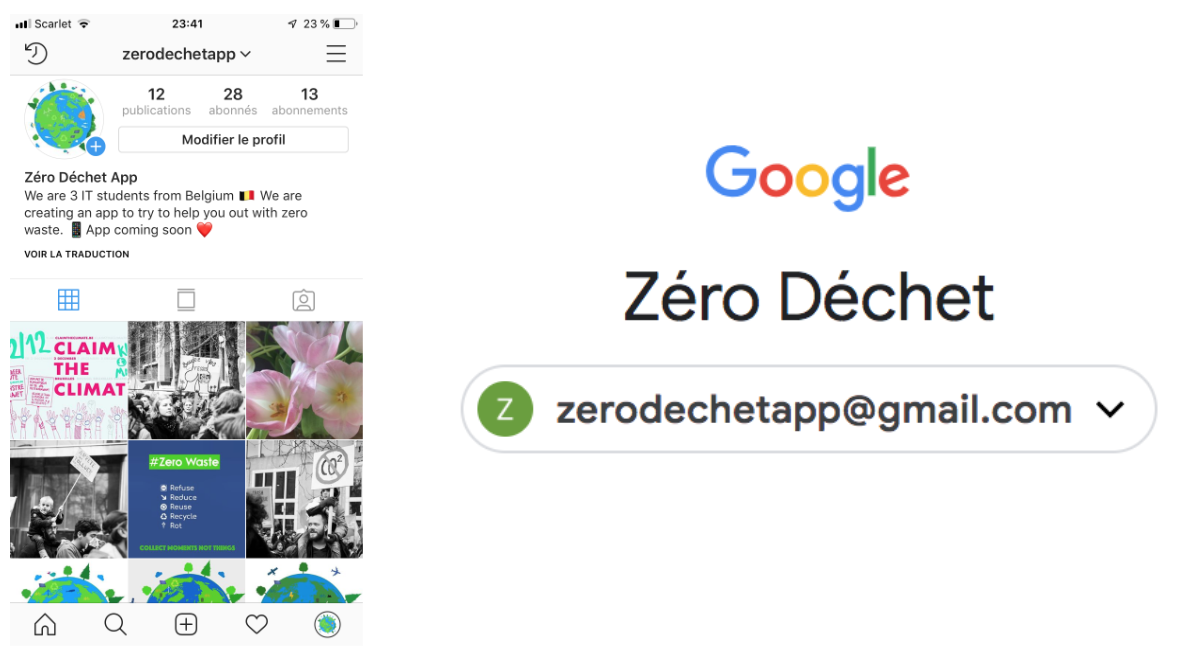 Scarlet 23:41 23 %
zerodechetapp
12 28 13
publications abonnés abonnements
Modifier le profil
Zéro Déchet App
We are 3 IT students from Belgium 🇧🇪 We are
creating an app to try to help you out with zero
waste. 📱 App coming soon ❤️
VOIR LA TRADUCTION
2/12
CLAIM
THE
CLIMAT
#Zero Waste
Refuse
Reduce
Reuse
Recycle
Rot
COLLECT MOMENTS NOT THINGS
CO²
Google
Zéro Déchet
Z zerodechetapp@gmail.com